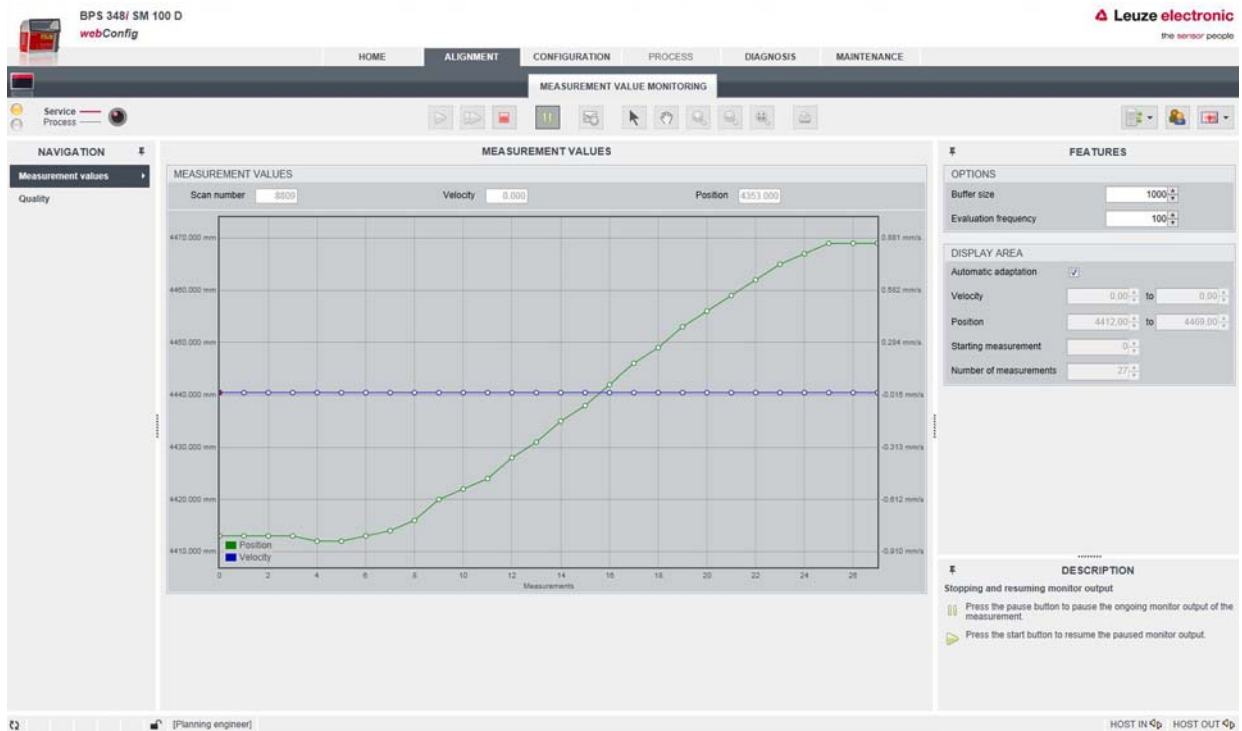 BPS 348i SM 100 D
webConfig
Leuze electronic
the sensor people
HOME ALIGNMENT CONFIGURATION PROCESS DIAGNOSIS MAINTENANCE
MEASUREMENT VALUE MONITORING
Service
Process
NAVIGATION
Measurement values
Quality
MEASUREMENT VALUES
MEASUREMENT VALUES
Scan number 8809 Velocity 0.000 Position 4353.000
4470.000 mm 0.881 mm/s
4460.000 mm 0.582 mm/s
4450.000 mm 0.284 mm/s
4440.000 mm -0.015 mm/s
4430.000 mm -0.313 mm/s
4420.000 mm -0.612 mm/s
4410.000 mm -0.910 mm/s
Position
Velocity
0 2 4 6 8 10 12 14 16 18 20 22 24 26
Measurements
FEATURES
OPTIONS
Buffer size 1000
Evaluation frequency 100
DISPLAY AREA
Automatic adaptation
Velocity 0,00 to 0,00
Position 4412,00 to 4469,00
Starting measurement 0
Number of measurements 27
DESCRIPTION
Stopping and resuming monitor output
Press the pause button to pause the ongoing monitor output of the
measurement.
Press the start button to resume the paused monitor output.
[Planning engineer]
HOST IN HOST OUT